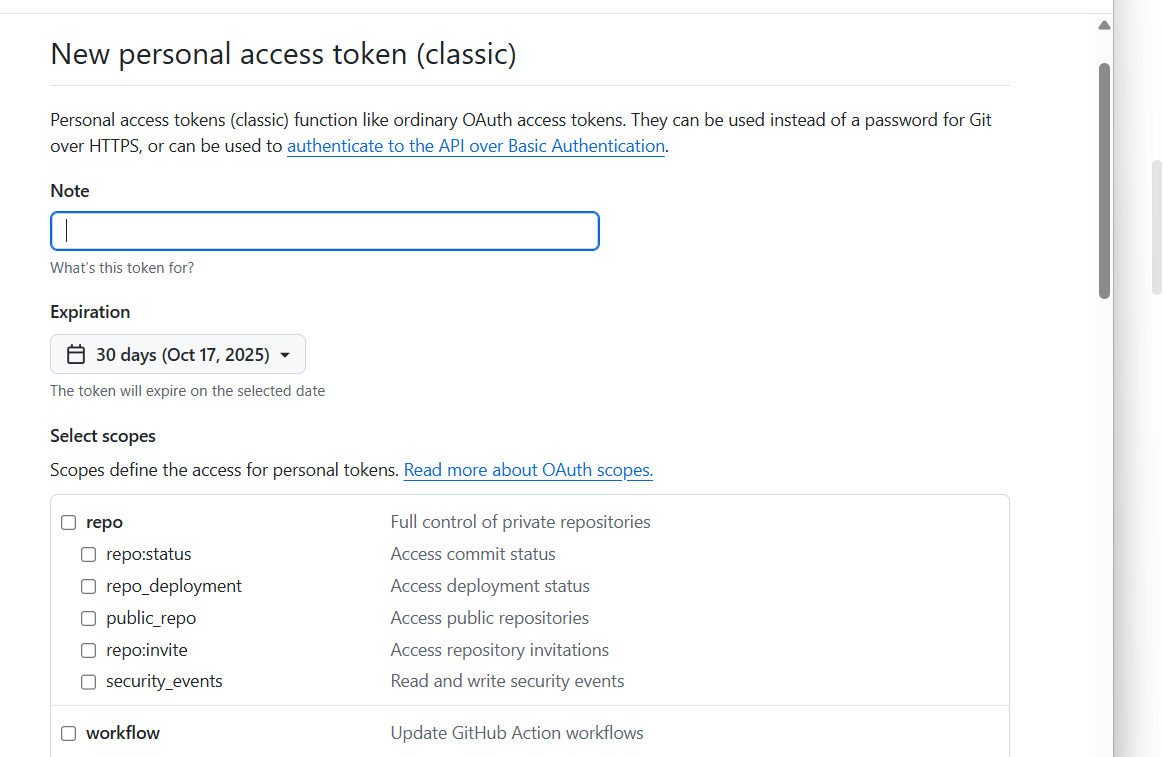 New personal access token (classic)
Personal access tokens (classic) function like ordinary OAuth access tokens. They can be used instead of a password for Git
over HTTPS, or can be used to authenticate to the API over Basic Authentication.
Note
What's this token for?
Expiration
30 days (Oct 17, 2025)
The token will expire on the selected date
Select scopes
Scopes define the access for personal tokens. Read more about OAuth scopes.
repo Full control of private repositories
repo:status Access commit status
repo_deployment Access deployment status
public_repo Access public repositories
repo:invite Access repository invitations
security_events Read and write security events
workflow Update GitHub Action workflows